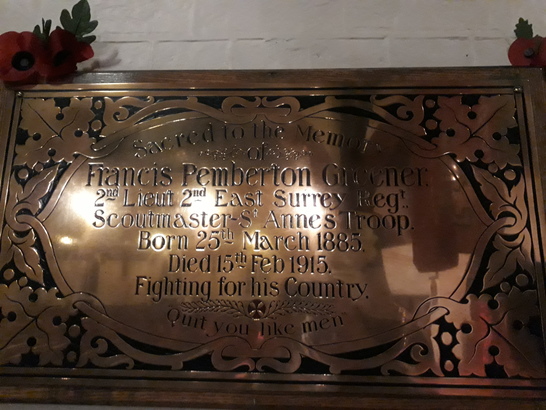 Sacred to the Memory
of
Francis Pemberton Greener.
2nd Lieut 2nd East Surrey Regt.
Scoutmaster-St Anne's Troop.
Born 25th March 1885.
Died 15th Feb 1915.
Fighting for his Country.
"Quit you like men"